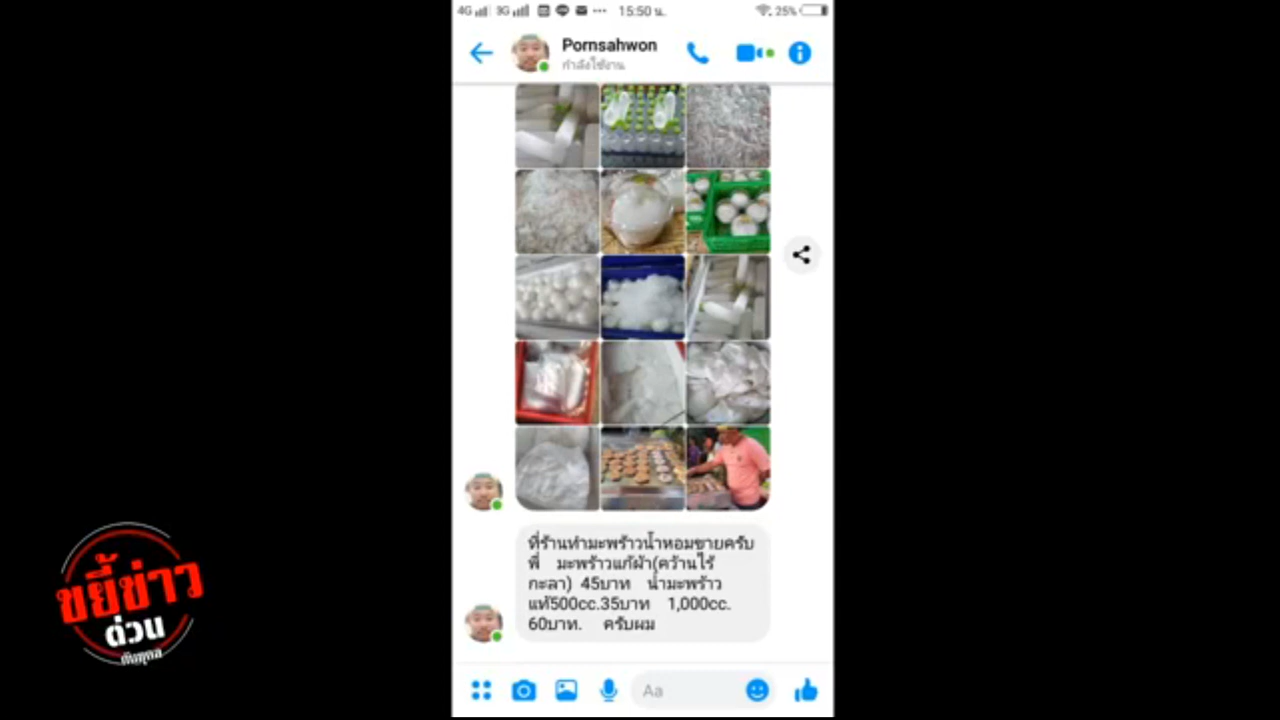 4G 3G 15:50 น. 25%
Pornsahwon
กำลังใช้งาน
ที่ร้านทำมะพร้าวน้ำหอมขายครับ
พี่ มะพร้าวแก้ผ้า(คว้านไร้
กะลา) 45บาท น้ำมะพร้าว
แท้500cc.35บาท 1,000cc.
60บาท. ครับผม
Aa
ขยี้ข่าว
ด่วน